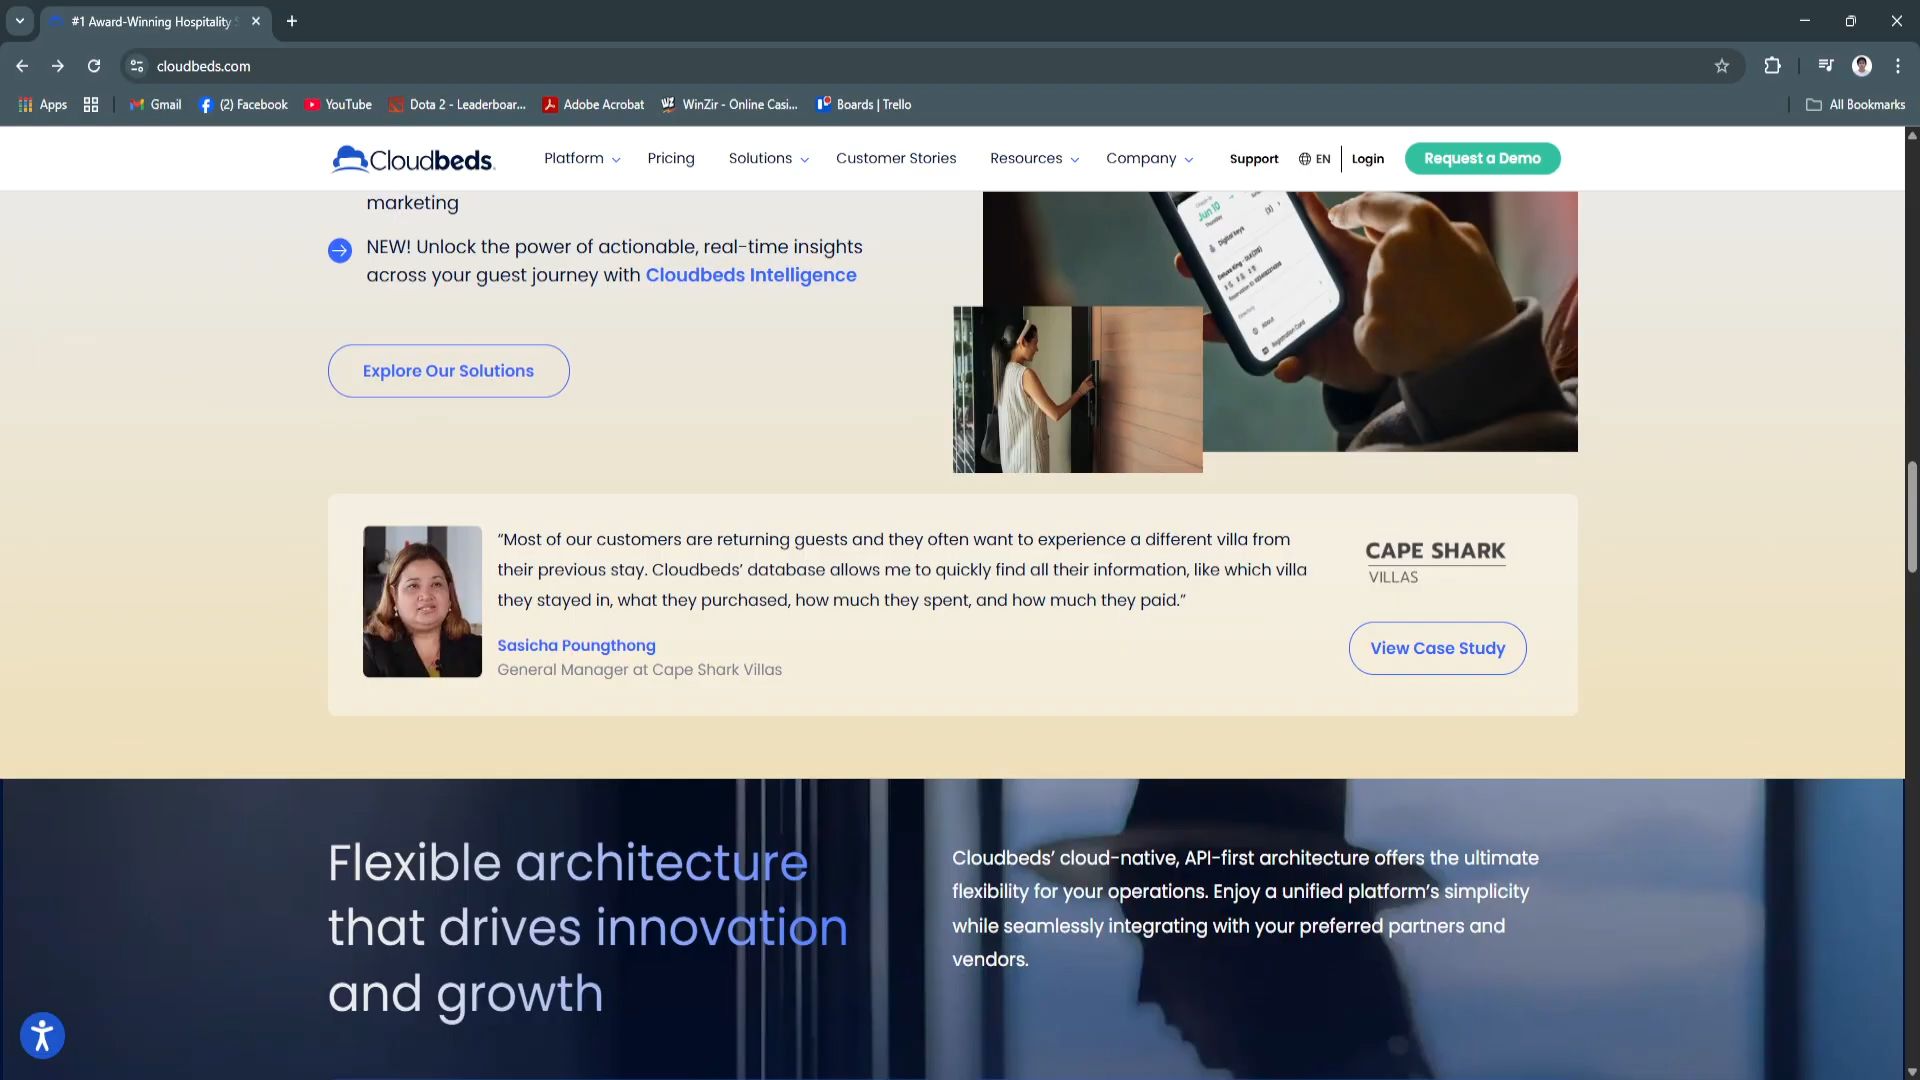 #1 Award-Winning Hospitality
cloudbeds.com
Apps
Gmail
(2) Facebook
YouTube
Dota 2 - Leaderboar...
Adobe Acrobat
WinZir - Online Casi...
Boards | Trello
All Bookmarks
Cloudbeds
Platform
Pricing
Solutions
Customer Stories
Resources
Company
Support
EN
Login
Request a Demo
marketing
NEW! Unlock the power of actionable, real-time insights
across your guest journey with Cloudbeds Intelligence
Explore Our Solutions
Jun 10
Digital keys
About
Registration Card
“Most of our customers are returning guests and they often want to experience a different villa from
their previous stay. Cloudbeds’ database allows me to quickly find all their information, like which villa
they stayed in, what they purchased, how much they spent, and how much they paid.”
Sasicha Poungthong
General Manager at Cape Shark Villas
CAPE SHARK
VILLAS
View Case Study
Flexible architecture
that drives innovation
and growth
Cloudbeds’ cloud-native, API-first architecture offers the ultimate
flexibility for your operations. Enjoy a unified platform’s simplicity
while seamlessly integrating with your preferred partners and
vendors.